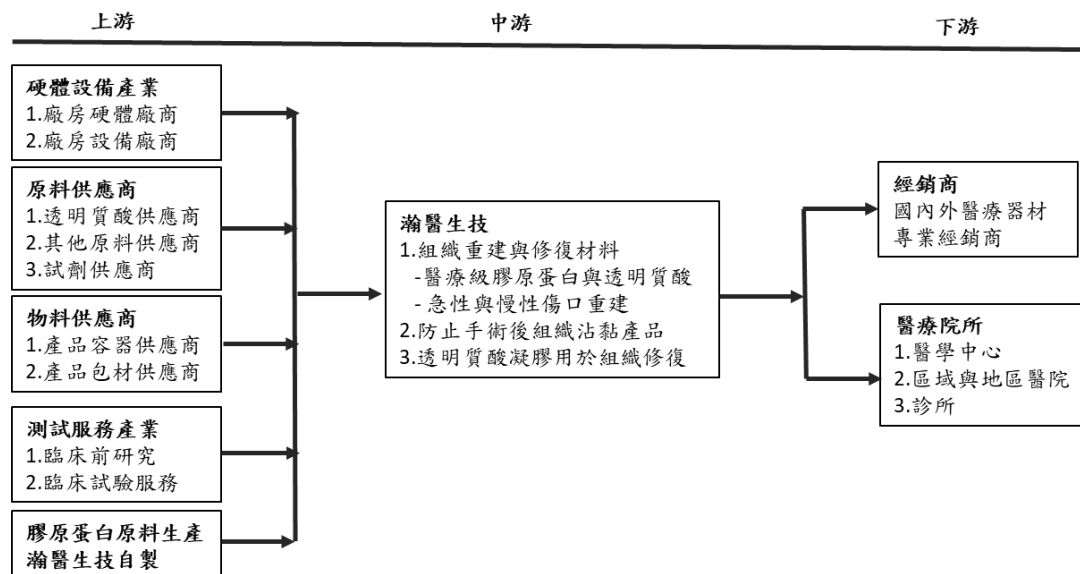 上游
中游
下游
硬體設備產業
1.廠房硬體廠商
2.廠房設備廠商
原料供應商
1.透明質酸供應商
2.其他原料供應商
3.試劑供應商
物料供應商
1.產品容器供應商
2.產品包材供應商
測試服務產業
1.臨床前研究
2.臨床試驗服務
膠原蛋白原料生產
瀚醫生技自製
瀚醫生技
1.組織重建與修復材料
-醫療級膠原蛋白與透明質酸
-急性與慢性傷口重建
2.防止手術後組織沾黏產品
3.透明質酸凝膠用於組織修復
經銷商
國內外醫療器材
專業經銷商
醫療院所
1.醫學中心
2.區域與地區醫院
3.診所